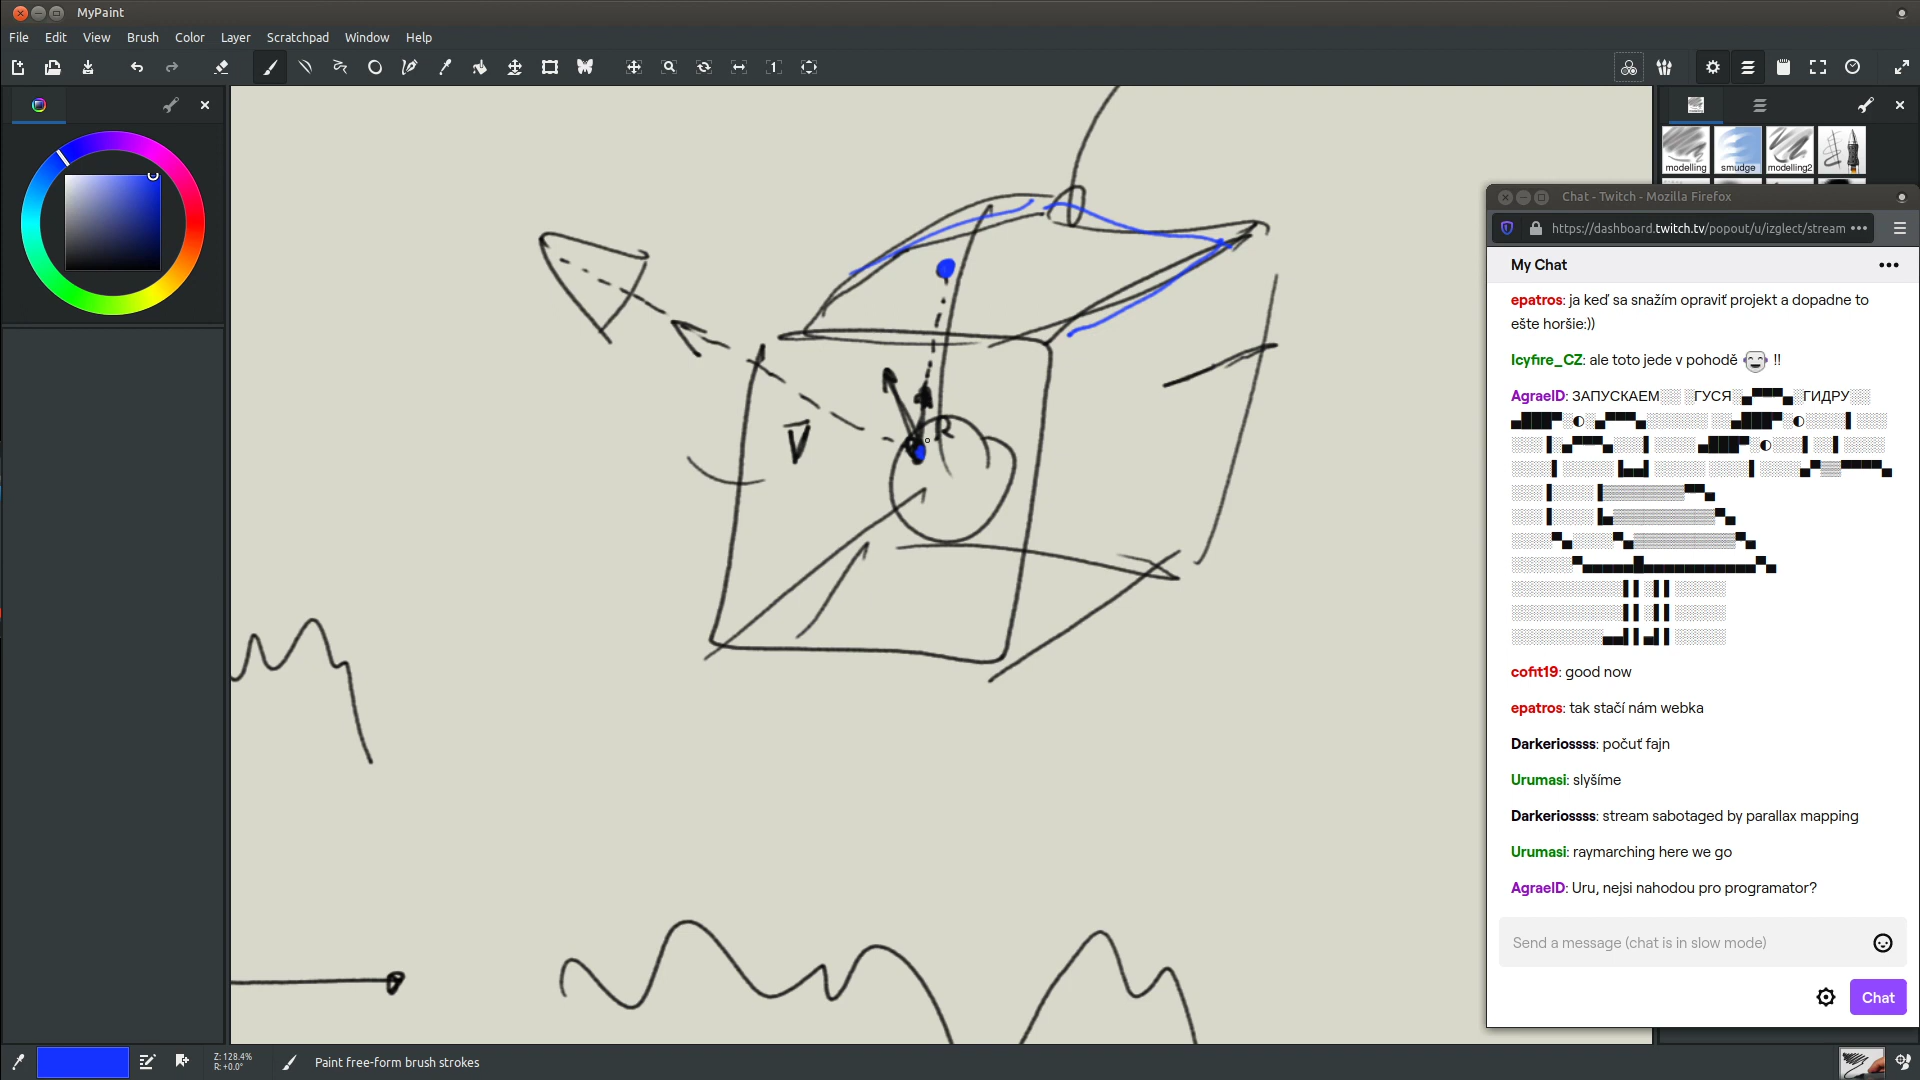 MyPaint
File Edit View Brush Color Layer Scratchpad Window Help
modelling smudge modelling2
Chat - Twitch - Mozilla Firefox
https://dashboard.twitch.tv/popout/u/izglect/stream
My Chat
epatros: ja keď sa snažím opraviť projekt a dopadne to
ešte horšie:))
Icyfire_CZ: ale toto jede v pohodě !!
AgraelD: ЗАПУСКАЕМ ГУСЯ ГИДРУ
cofit19: good now
epatros: tak stačí nám webka
Darkeriossss: počuť fajn
Urumasi: slyšíme
Darkeriossss: stream sabotaged by parallax mapping
Urumasi: raymarching here we go
AgraelD: Uru, nejsi nahodou pro programator?
Send a message (chat is in slow mode)
Chat
V
R
Z: 128.4%
R: +0.0°
Paint free-form brush strokes